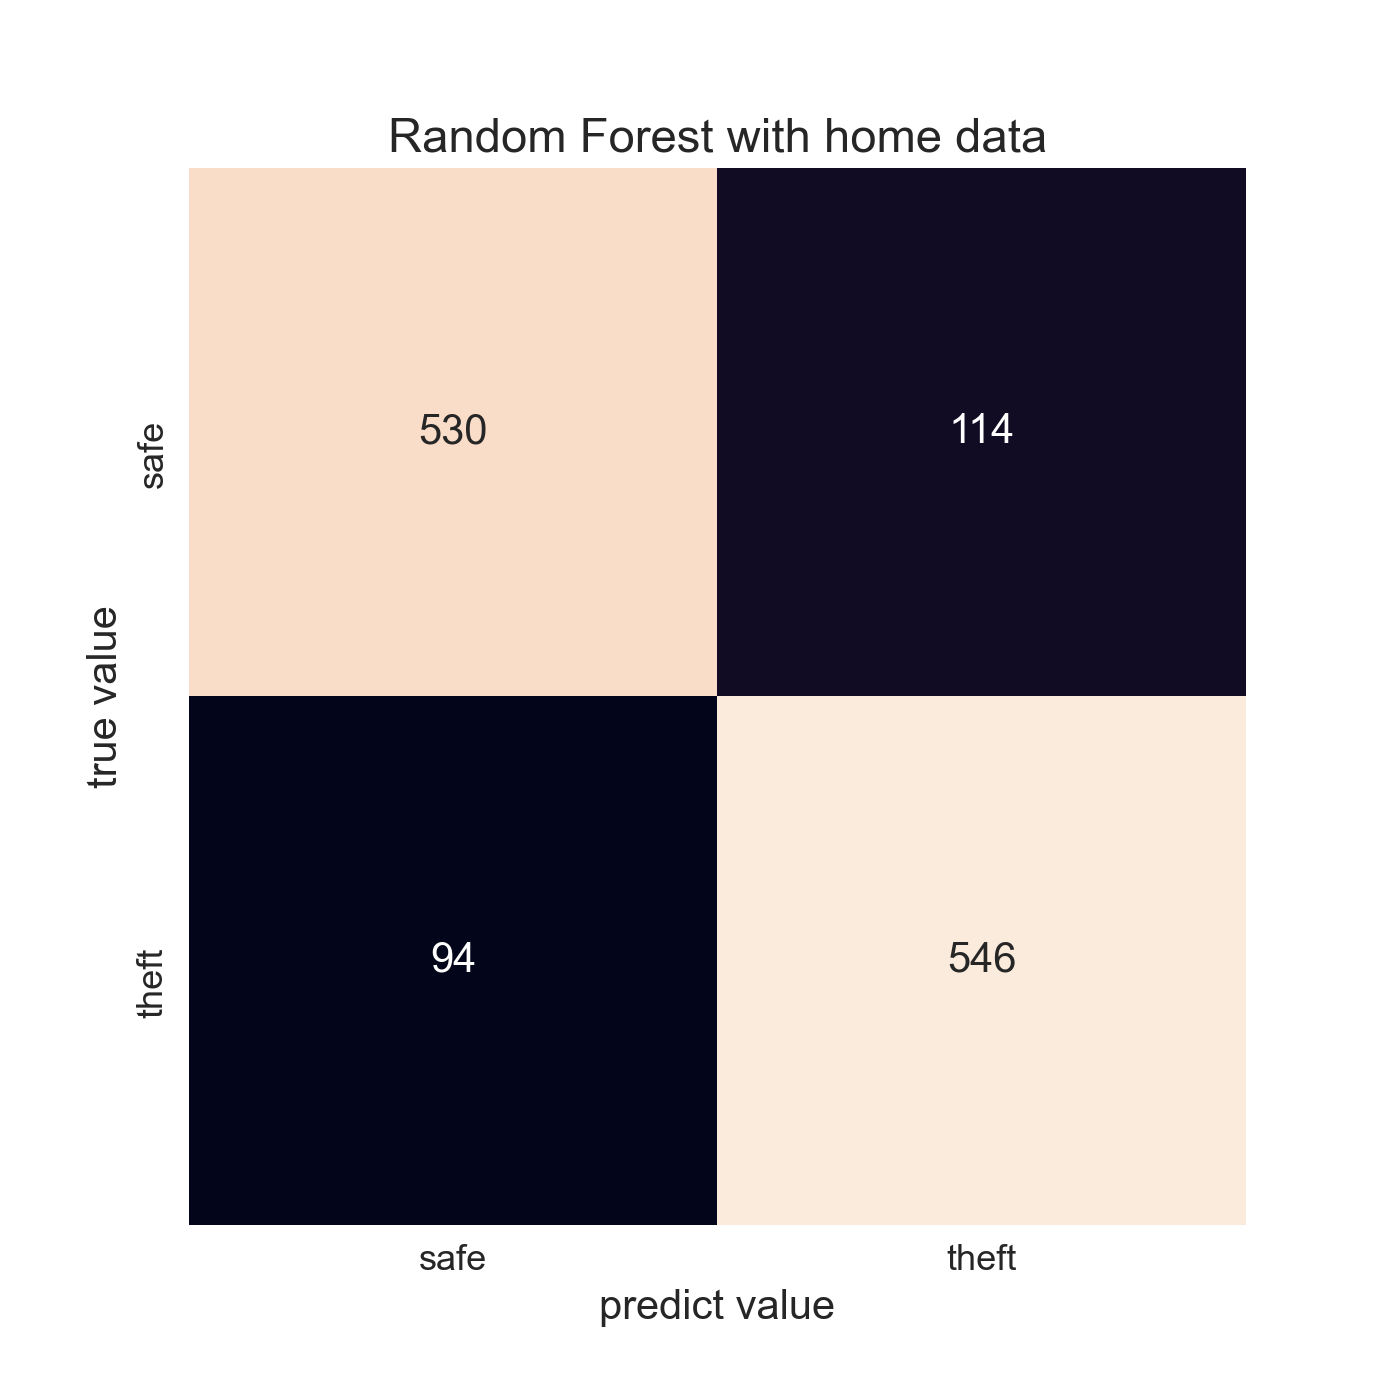 Random Forest with home data
530
114
safe
true value
94
546
theft
safe
theft
predict value